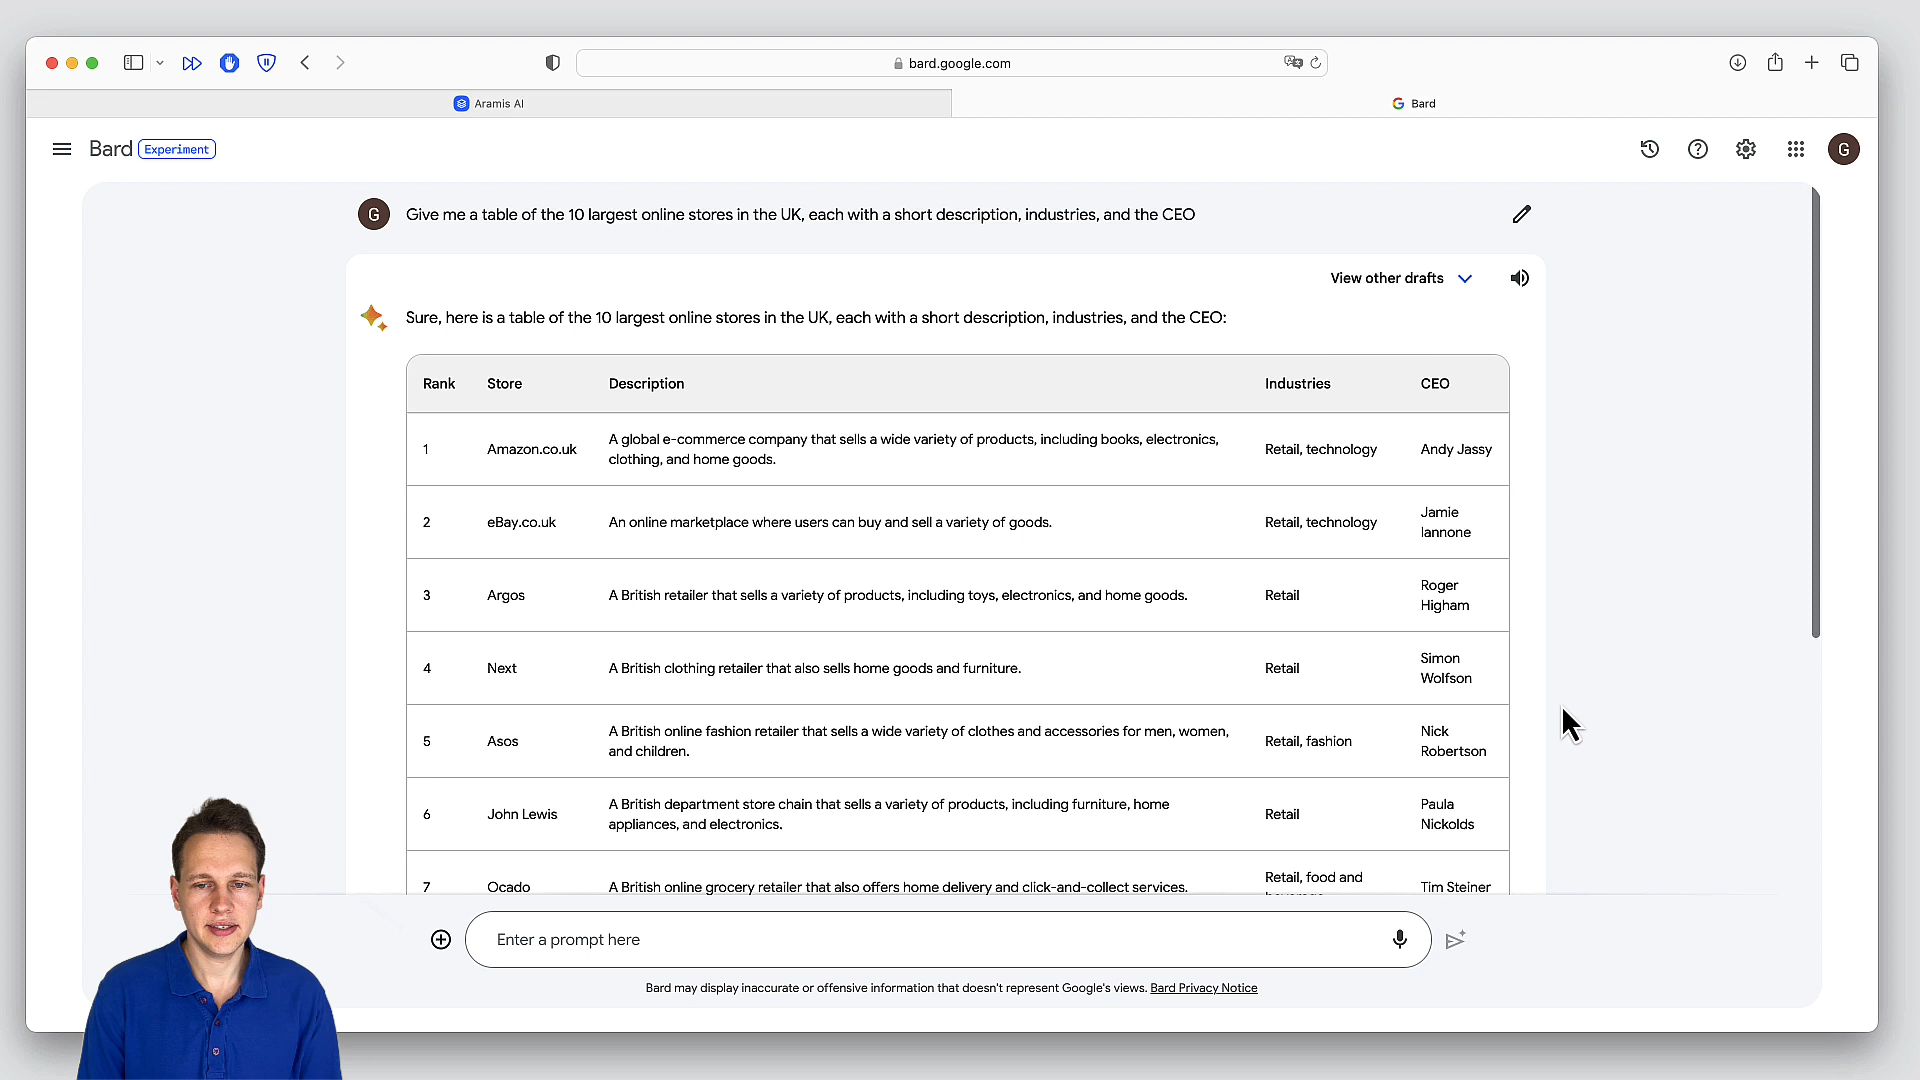 bard.google.com
Aramis AI
Bard
Bard Experiment
G
G Give me a table of the 10 largest online stores in the UK, each with a short description, industries, and the CEO
View other drafts
Sure, here is a table of the 10 largest online stores in the UK, each with a short description, industries, and the CEO:
Rank Store Description Industries CEO
1 Amazon.co.uk A global e-commerce company that sells a wide variety of products, including books, electronics,
clothing, and home goods. Retail, technology Andy Jassy
2 eBay.co.uk An online marketplace where users can buy and sell a variety of goods. Retail, technology Jamie
Iannone
3 Argos A British retailer that sells a variety of products, including toys, electronics, and home goods. Retail Roger
Higham
4 Next A British clothing retailer that also sells home goods and furniture. Retail Simon
Wolfson
5 Asos A British online fashion retailer that sells a wide variety of clothes and accessories for men, women,
and children. Retail, fashion Nick
Robertson
6 John Lewis A British department store chain that sells a variety of products, including furniture, home
appliances, and electronics. Retail Paula
Nickolds
7 Ocado A British online grocery retailer that also offers home delivery and click-and-collect services. Retail, food and Tim Steiner
Enter a prompt here
Bard may display inaccurate or offensive information that doesn't represent Google's views. Bard Privacy Notice